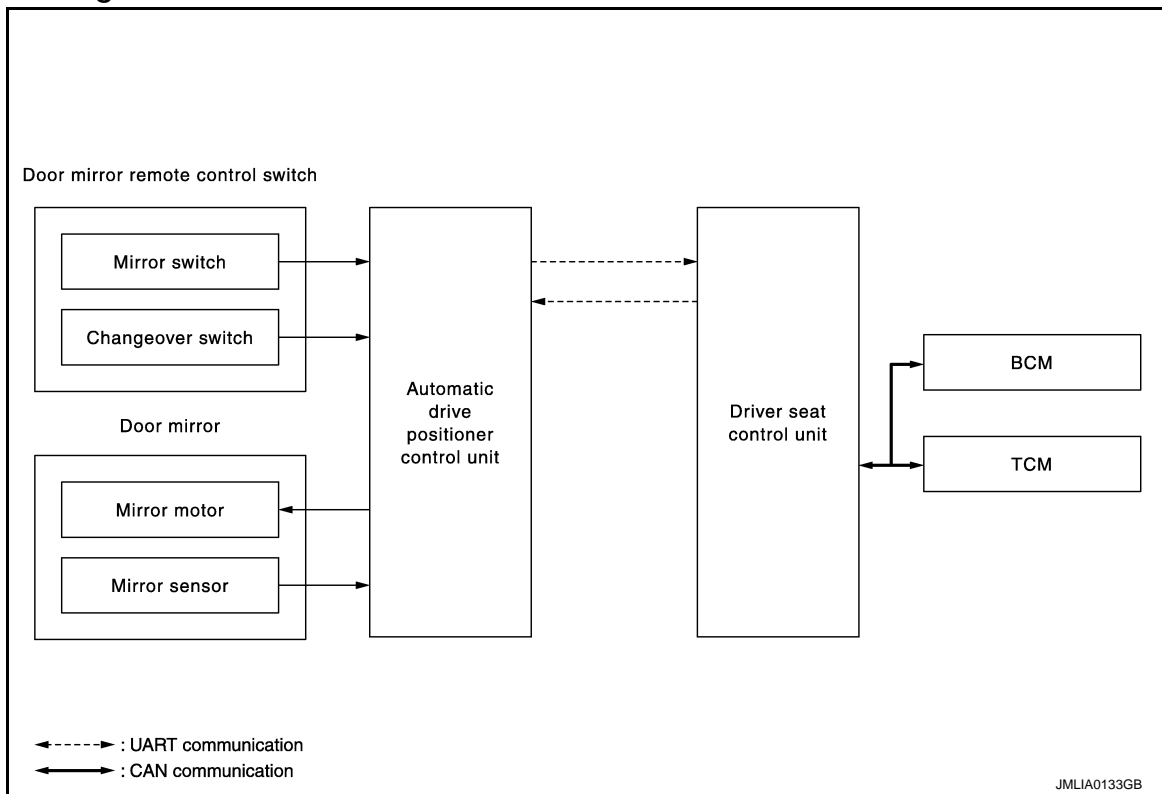 Door mirror remote control switch
Mirror switch
Changeover switch
Door mirror
Mirror motor
Mirror sensor
Automatic
drive
positioner
control unit
Driver seat
control unit
BCM
TCM
: UART communication
: CAN communication
JMLIA0133GB